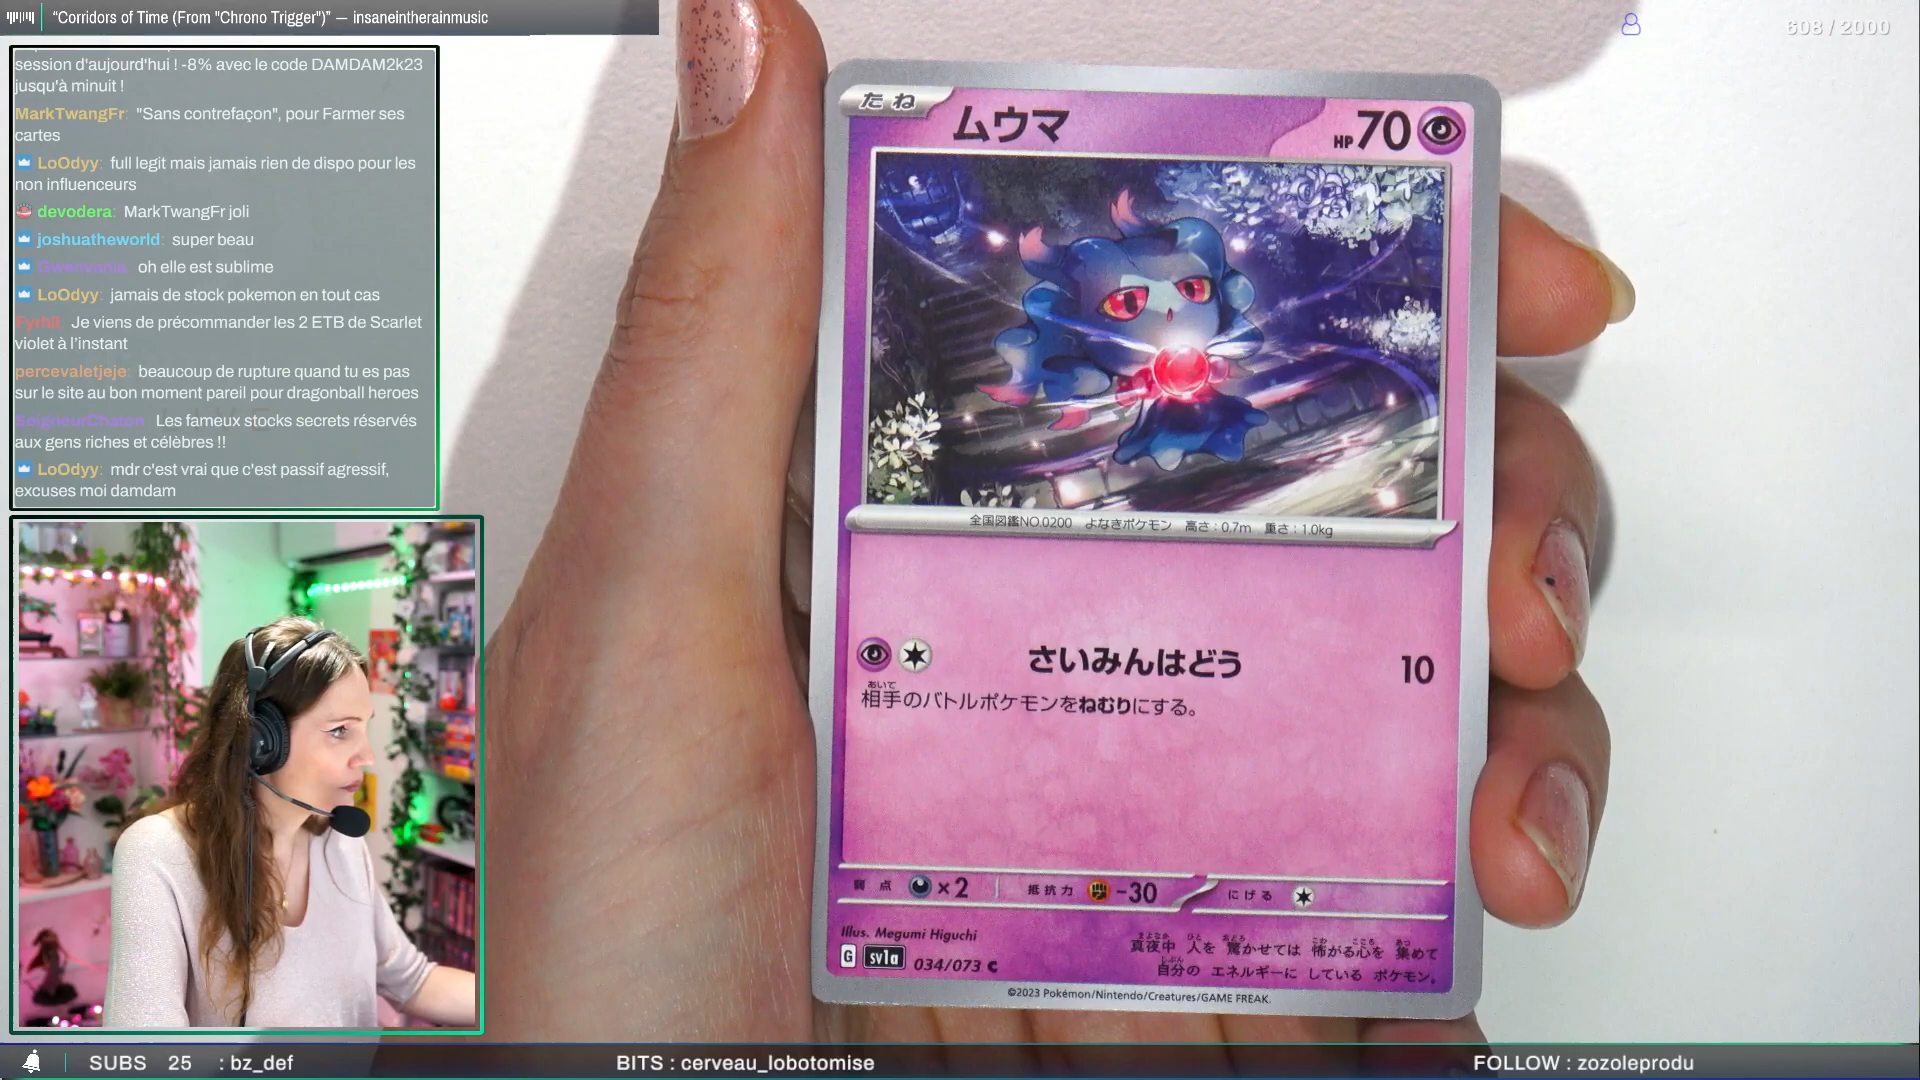 "Corridors of Time (From "Chrono Trigger")" — insaneintherainmusic
608 / 2000
session d'aujourd'hui ! -8% avec le code DAMDAM2k23
jusqu'à minuit !
MarkTwangFr: "Sans contrefaçon", pour Farmer ses
cartes
LoOdyy: full legit mais jamais rien de dispo pour les
non influenceurs
devodera: MarkTwangFr joli
joshuatheworld: super beau
oh elle est sublime
LoOdyy: jamais de stock pokemon en tout cas
Je viens de précommander les 2 ETB de Scarlet
violet à l'instant
percevaletjeje: beaucoup de rupture quand tu es pas
sur le site au bon moment pareil pour dragonball heroes
SeigneurChaton Les fameux stocks secrets réservés
aux gens riches et célèbres !!
LoOdyy: mdr c'est vrai que c'est passif agressif,
excuses moi damdam
たね
ムウマ
HP70
全国図鑑NO.0200 よなきポケモン 高さ:0.7m 重さ:1.0kg
さいみんはどう 10
相手のバトルポケモンをねむりにする。
弱点 ×2 抵抗力 -30 にげる
Illus. Megumi Higuchi
G sv1a 034/073 C
真夜中 人を 驚かせては 怖がる心を 集めて
自分の エネルギーに している ポケモン。
©2023 Pokémon/Nintendo/Creatures/GAME FREAK.
SUBS 25 : bz_def BITS : cerveau_lobotomise FOLLOW : zozoleprodu